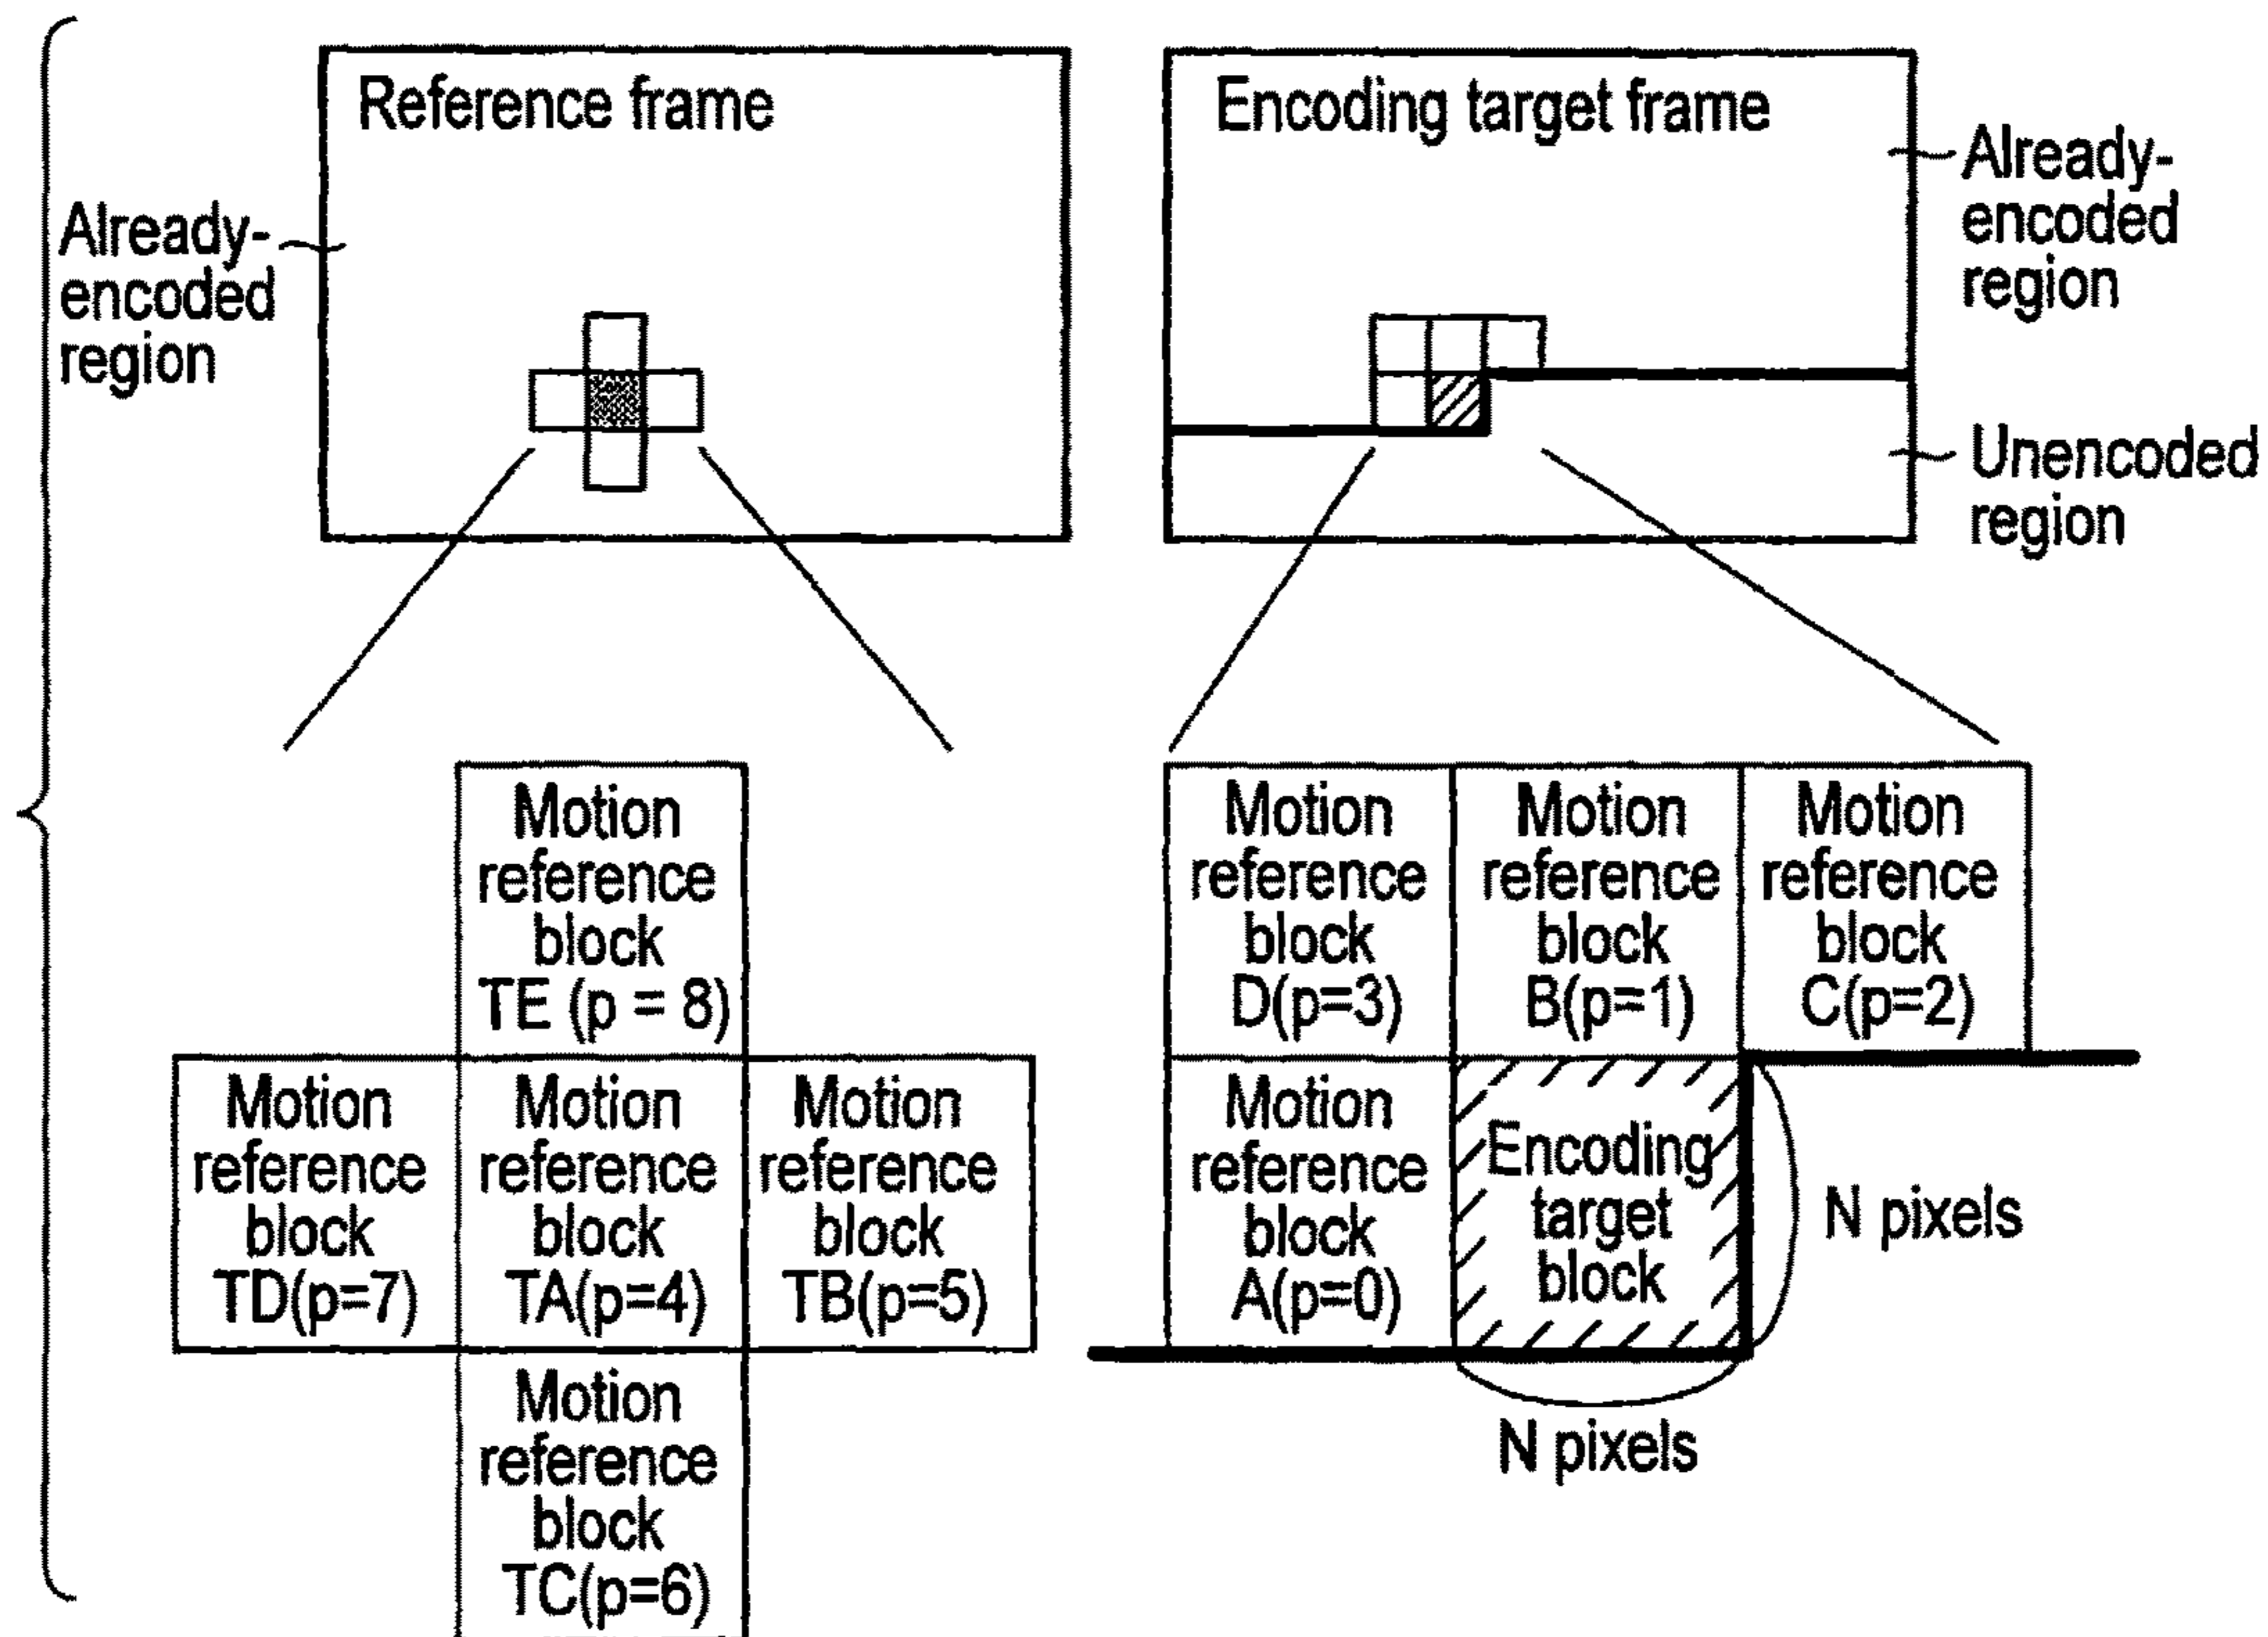 Reference frame
Already-
encoded
region
Encoding target frame
Already-
encoded
region
Unencoded
region
Motion
reference
block
TE (p = 8)
Motion
reference
block
TD(p=7)
Motion
reference
block
TA(p=4)
Motion
reference
block
TB(p=5)
Motion
reference
block
TC(p=6)
Motion
reference
block
D(p=3)
Motion
reference
block
B(p=1)
Motion
reference
block
C(p=2)
Motion
reference
block
A(p=0)
Encoding
target
block
N pixels
N pixels